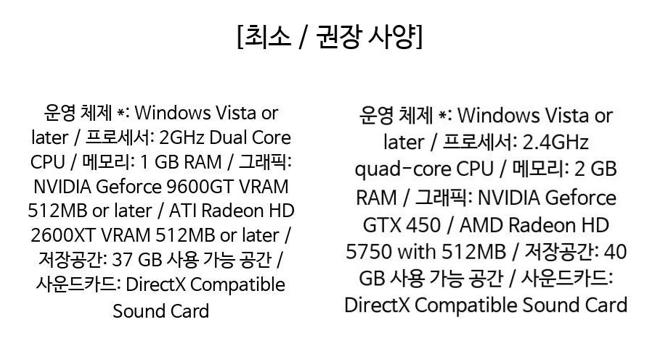 [최소 / 권장 사양]
운영 체제 *: Windows Vista or
later / 프로세서: 2GHz Dual Core
CPU / 메모리: 1 GB RAM / 그래픽:
NVIDIA Geforce 9600GT VRAM
512MB or later / ATI Radeon HD
2600XT VRAM 512MB or later /
저장공간: 37 GB 사용 가능 공간 /
사운드카드: DirectX Compatible
Sound Card
운영 체제 *: Windows Vista or
later / 프로세서: 2.4GHz
quad-core CPU / 메모리: 2 GB
RAM / 그래픽: NVIDIA Geforce
GTX 450 / AMD Radeon HD
5750 with 512MB / 저장공간: 40
GB 사용 가능 공간 / 사운드카드:
DirectX Compatible Sound Card